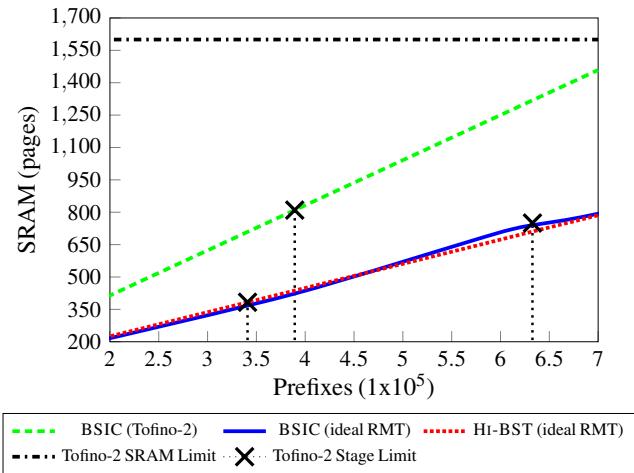 1,700
1,550
1,400
1,250
1,100
950
800
650
500
350
200
SRAM (pages)
2 2.5 3 3.5 4 4.5 5 5.5 6 6.5 7
Prefixes (1x10^5)
BSIC (Tofino-2) BSIC (ideal RMT) HI-BST (ideal RMT)
Tofino-2 SRAM Limit Tofino-2 Stage Limit